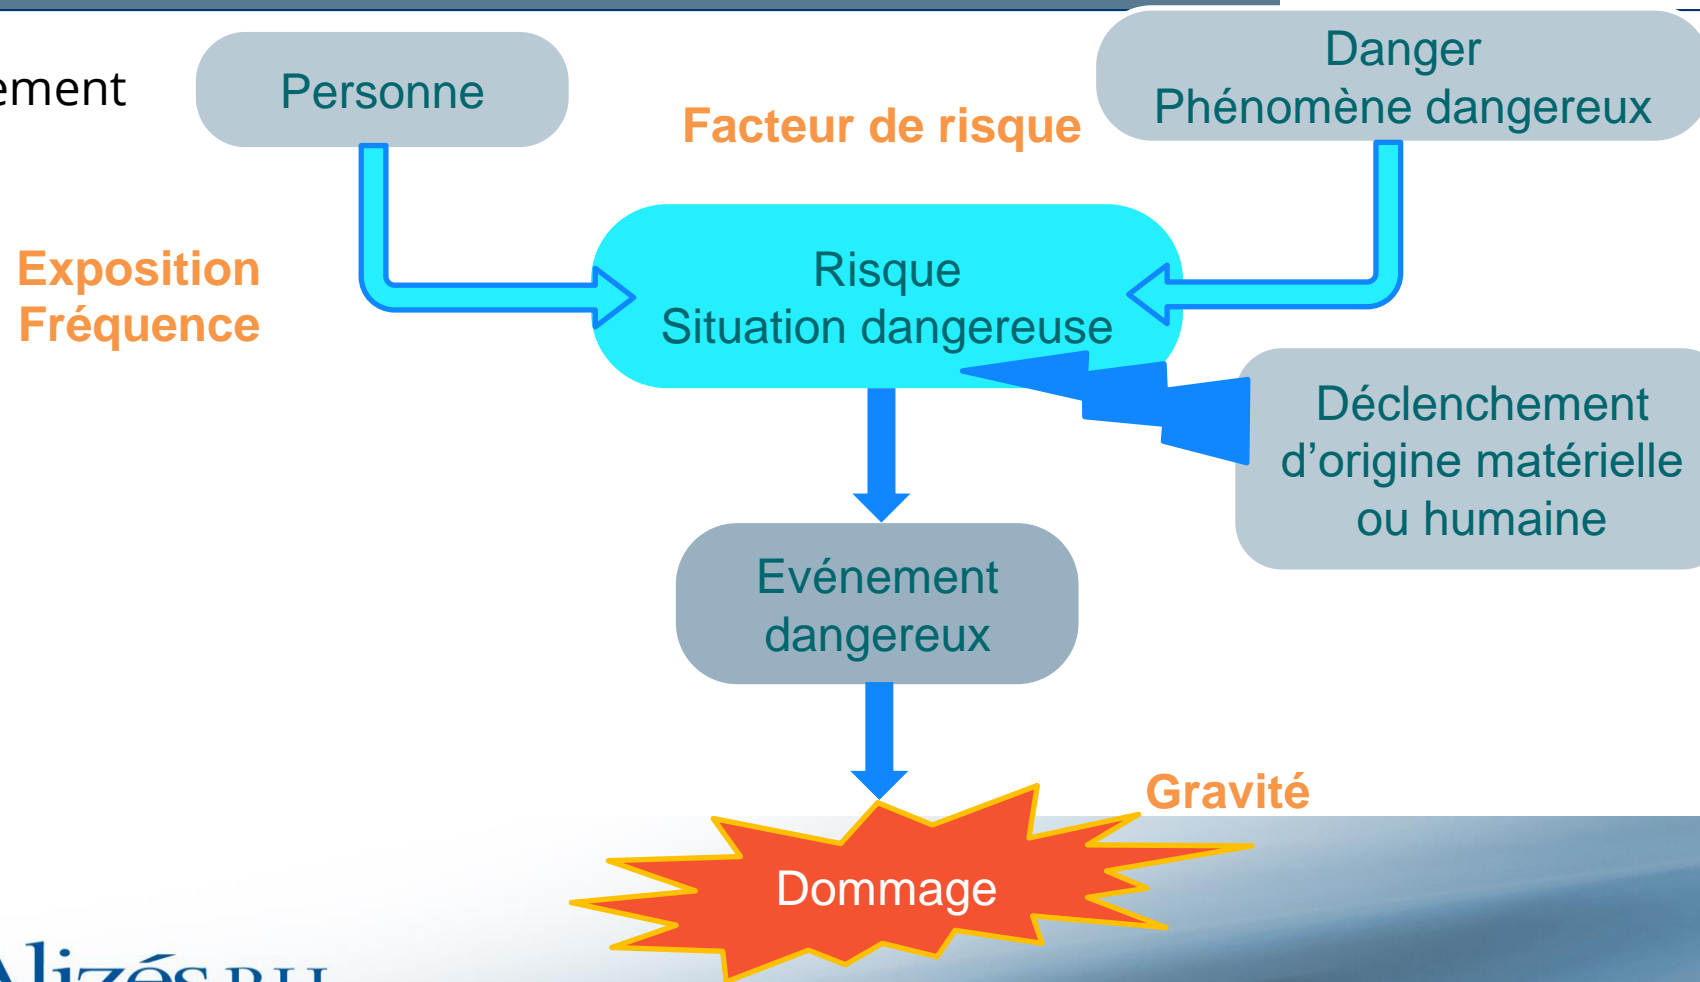 Personne
Danger
Phénomène dangereux
Facteur de risque
Exposition
Fréquence
Risque
Situation dangereuse
Déclenchement
d’origine matérielle
ou humaine
Evénement
dangereux
Gravité
Dommage